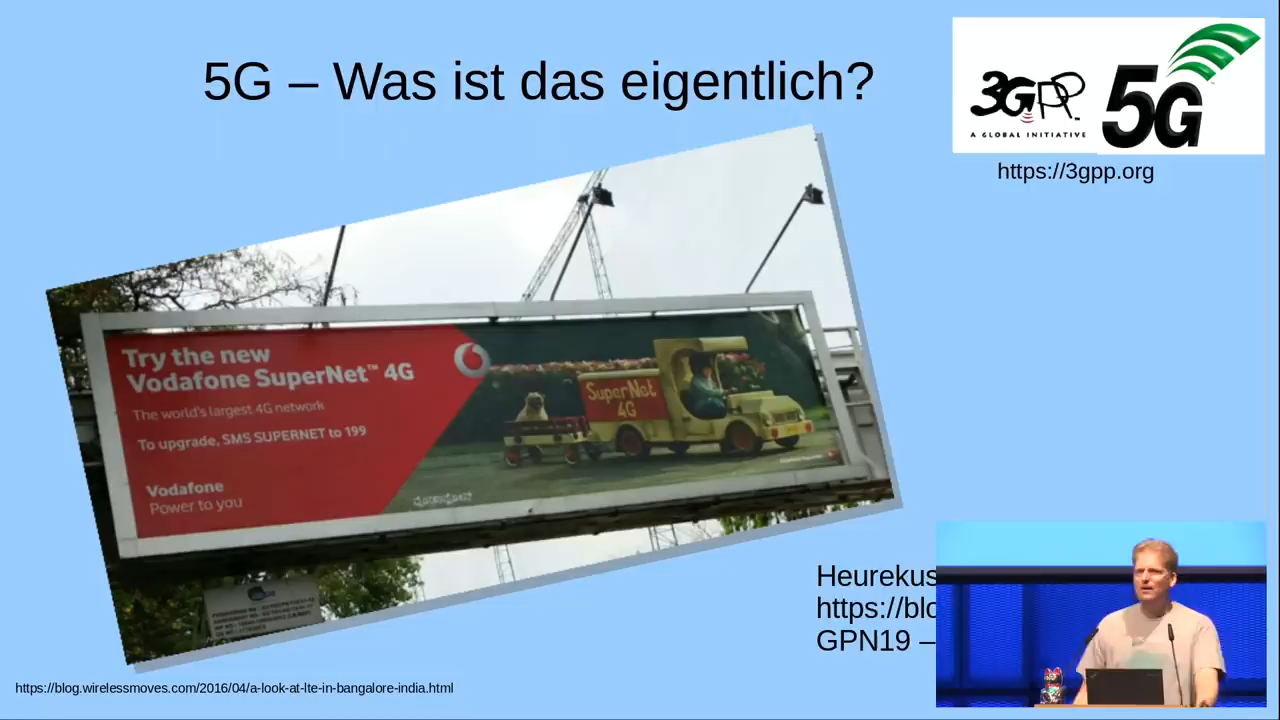 5G – Was ist das eigentlich?
3GPP
A GLOBAL INITIATIVE
5G
https://3gpp.org
Try the new
Vodafone SuperNet™ 4G
The world's largest 4G network
To upgrade, SMS SUPERNET to 199
Vodafone
Power to you
SuperNet
4G
Heurekus
https://blo
GPN19 –
https://blog.wirelessmoves.com/2016/04/a-look-at-lte-in-bangalore-india.html